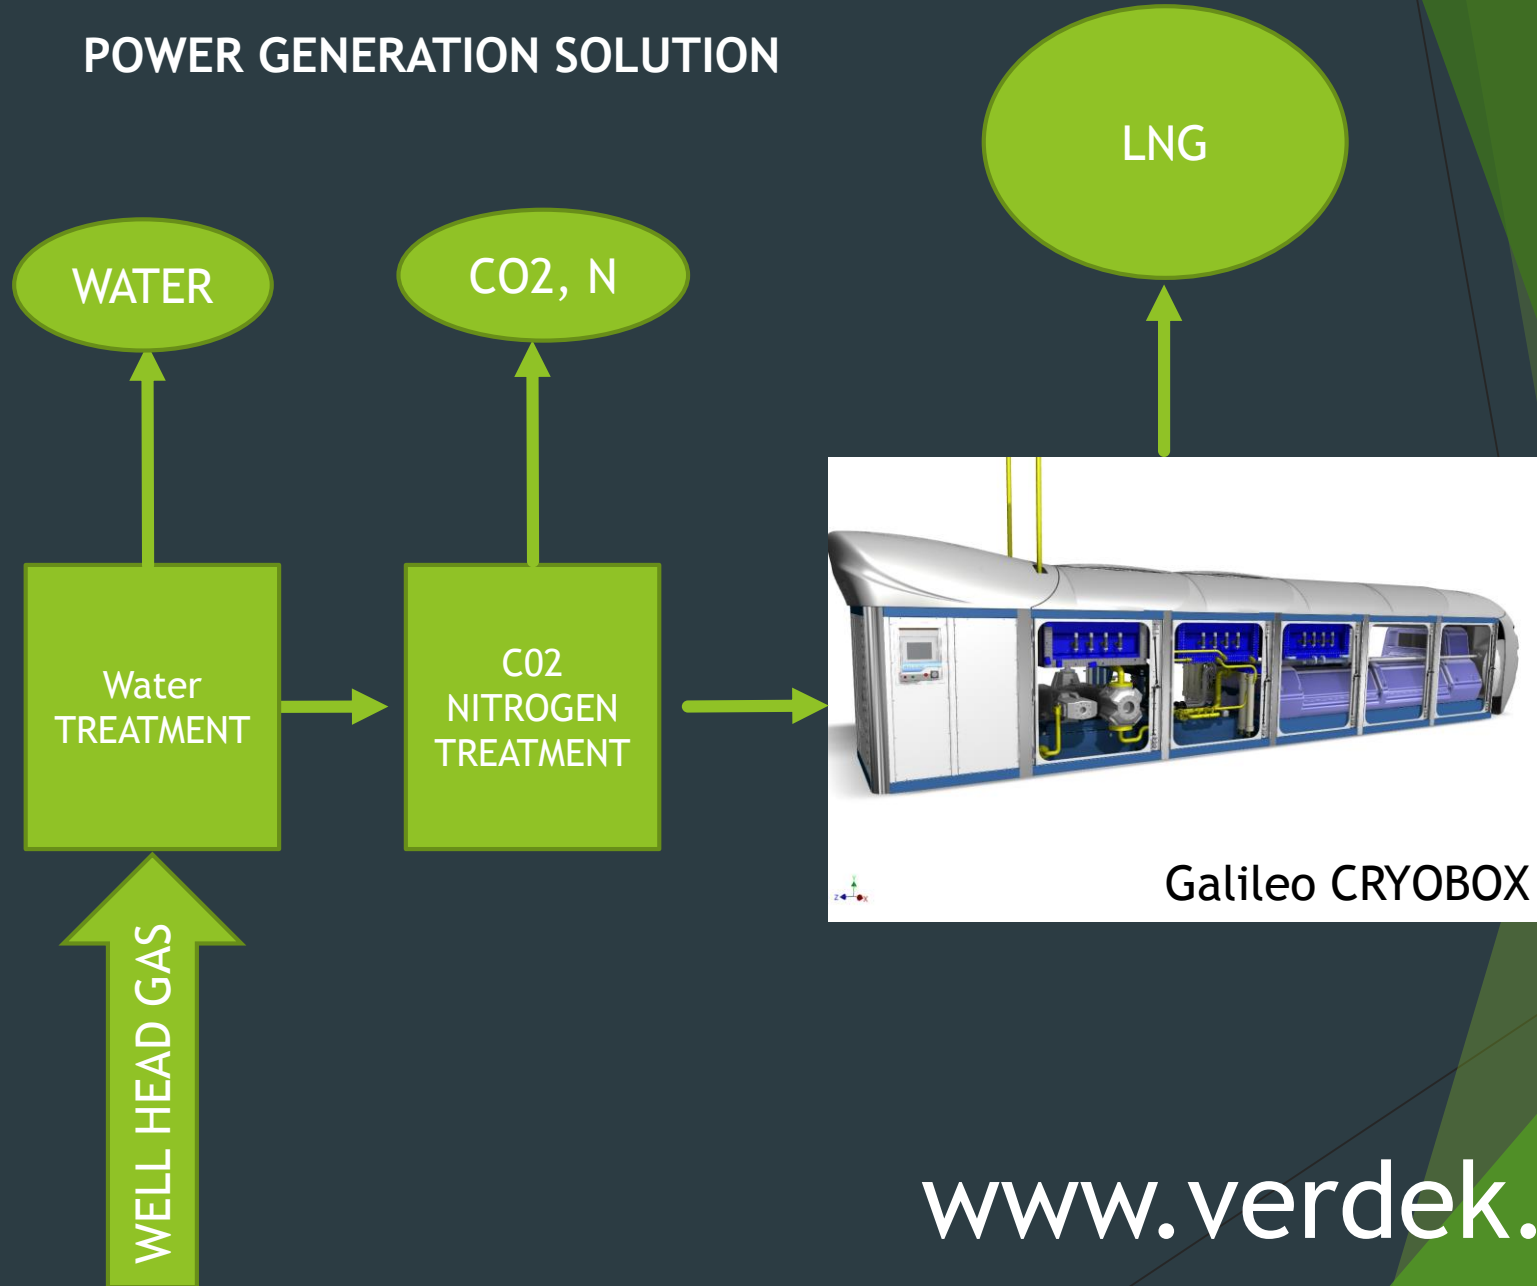 POWER GENERATION SOLUTION
LNG
WATER
CO2, N
Water
TREATMENT
C02
NITROGEN
TREATMENT
WELL HEAD GAS
Galileo CRYOBOX
www.verdek.